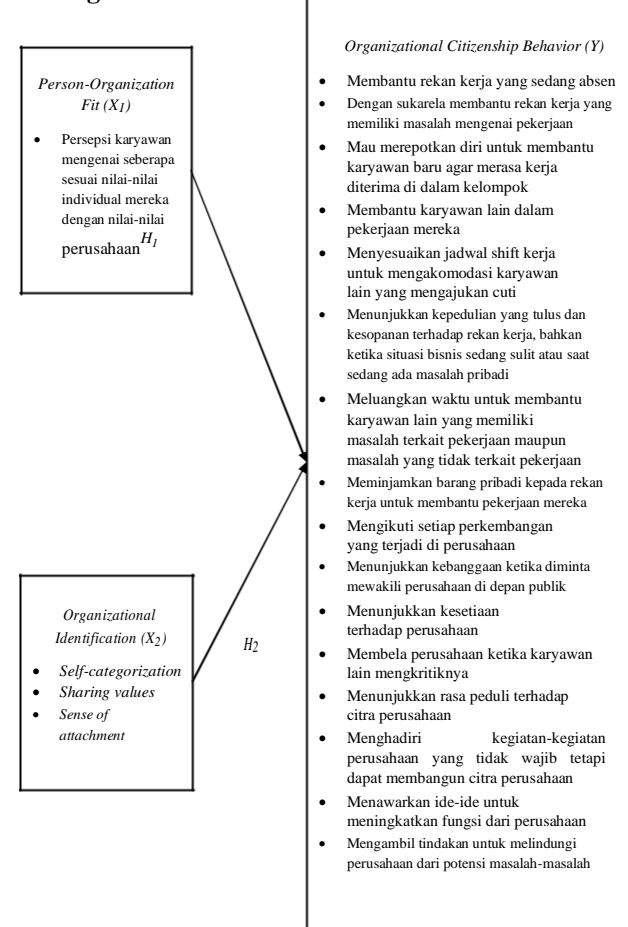 Person-Organization
Fit (X1)
• Persepsi karyawan
mengenai seberapa
sesuai nilai-nilai
individual mereka
dengan nilai-nilai
perusahaan H1
Organizational
Identification (X2)
• Self-categorization
• Sharing values
• Sense of
attachment
H2
Organizational Citizenship Behavior (Y)
• Membantu rekan kerja yang sedang absen
• Dengan sukarela membantu rekan kerja yang
memiliki masalah mengenai pekerjaan
• Mau merepotkan diri untuk membantu
karyawan baru agar merasa kerja
diterima di dalam kelompok
• Membantu karyawan lain dalam
pekerjaan mereka
• Menyesuaikan jadwal shift kerja
untuk mengakomodasi karyawan
lain yang mengajukan cuti
• Menunjukkan kepedulian yang tulus dan
kesopanan terhadap rekan kerja, bahkan
ketika situasi bisnis sedang sulit atau saat
sedang ada masalah pribadi
• Meluangkan waktu untuk membantu
karyawan lain yang memiliki
masalah terkait pekerjaan maupun
masalah yang tidak terkait pekerjaan
• Meminjamkan barang pribadi kepada rekan
kerja untuk membantu pekerjaan mereka
• Mengikuti setiap perkembangan
yang terjadi di perusahaan
• Menunjukkan kebanggaan ketika diminta
mewakili perusahaan di depan publik
• Menunjukkan kesetiaan
terhadap perusahaan
• Membela perusahaan ketika karyawan
lain mengkritiknya
• Menunjukkan rasa peduli terhadap
citra perusahaan
• Menghadiri kegiatan-kegiatan
perusahaan yang tidak wajib tetapi
dapat membangun citra perusahaan
• Menawarkan ide-ide untuk
meningkatkan fungsi dari perusahaan
• Mengambil tindakan untuk melindungi
perusahaan dari potensi masalah-masalah